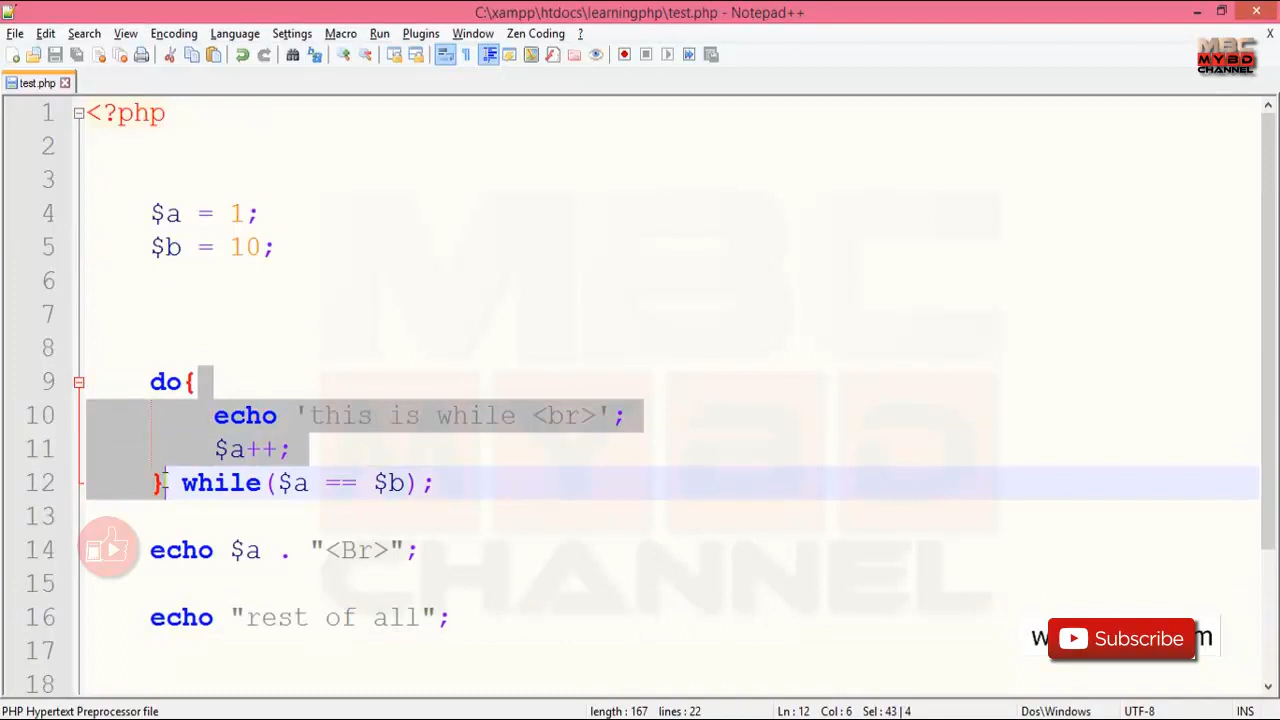 C:\xampp\htdocs\learningphp\test.php - Notepad++
File Edit Search View Encoding Language Settings Macro Run Plugins Window Zen Coding ? X
MBC
MYBD
CHANNEL
test.php
1 <?php
2
3
4 $a = 1;
5 $b = 10;
6
7
8
9 do{
10 echo 'this is while <br>';
11 $a++;
12 } while($a == $b);
13
14 echo $a . "<Br>";
15
16 echo "rest of all";
17
18
MBC
MYBD
CHANNEL
Subscribe
PHP Hypertext Preprocessor file length : 167 lines : 22 Ln : 12 Col : 6 Sel : 43 | 4 Dos\Windows UTF-8 INS